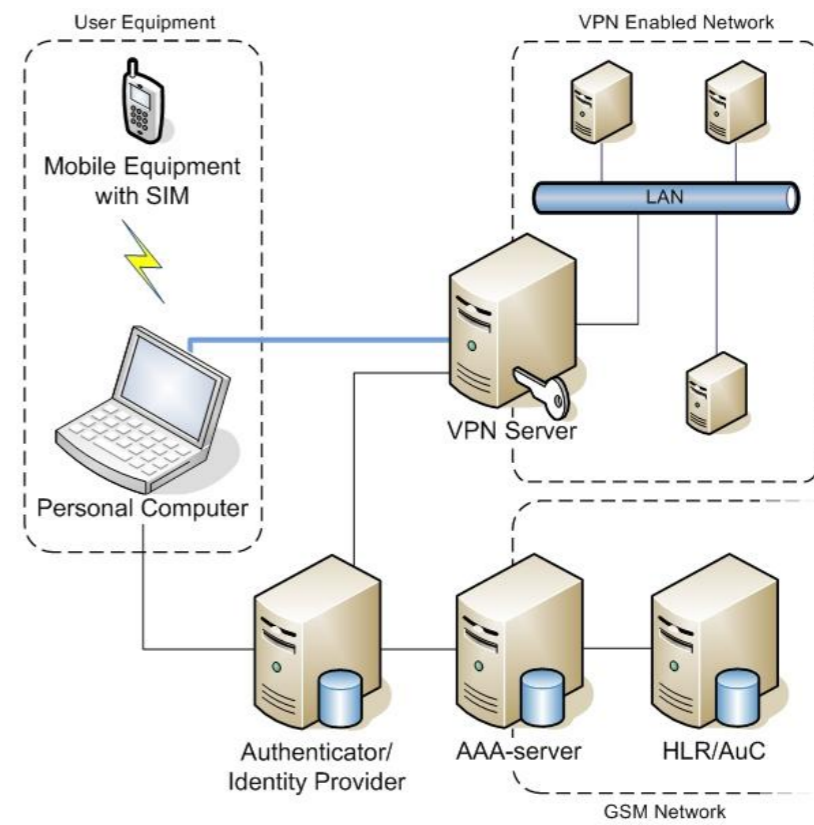 User Equipment
VPN Enabled Network
Mobile Equipment
with SIM
LAN
VPN Server
Personal Computer
Authenticator/
Identity Provider
AAA-server
HLR/AuC
GSM Network